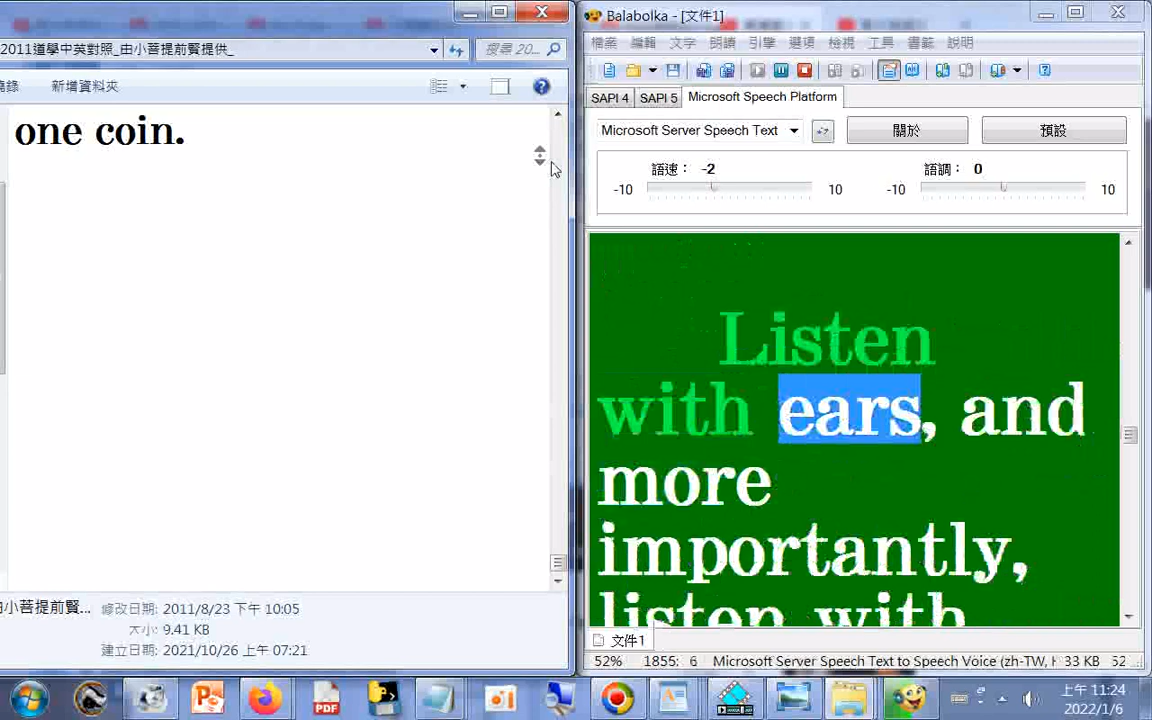 Balabolka - [文件1]
2011道學中英對照_由小菩提前賢提供_
搜尋 20...
檔案 編輯 文字 朗讀 引擎 選項 檢視 工具 書籤 說明
新增資料夾
SAPI 4 SAPI 5 Microsoft Speech Platform
one coin.
Microsoft Server Speech Text
關於
預設
語速: -2
語調: 0
-10 10 -10 10
Listen
with ears, and
more
importantly,
listen with
由小菩提前賢... 修改日期: 2011/8/23 下午 10:05
大小: 9.41 KB
建立日期: 2021/10/26 上午 07:21
文件1
52% 1855: 6 Microsoft Server Speech Text to Speech Voice (zh-TW, 33 KB 52
PDF
上午 11:24
2022/1/6